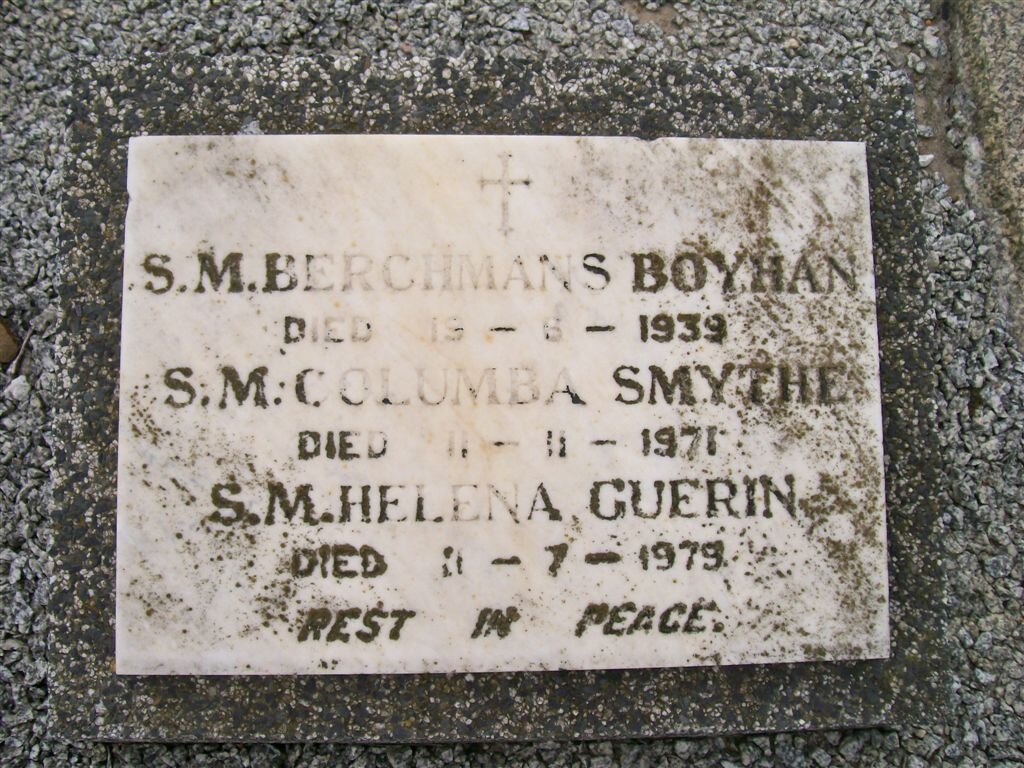 S.M.BERCHMANS BOYHAN
DIED 19 - 6 - 1939
S.M.COLUMBA SMYTHE
DIED 11 - 11 - 1971
S.M.HELENA GUERIN
DIED 11 - 7 - 1979
REST IN PEACE.